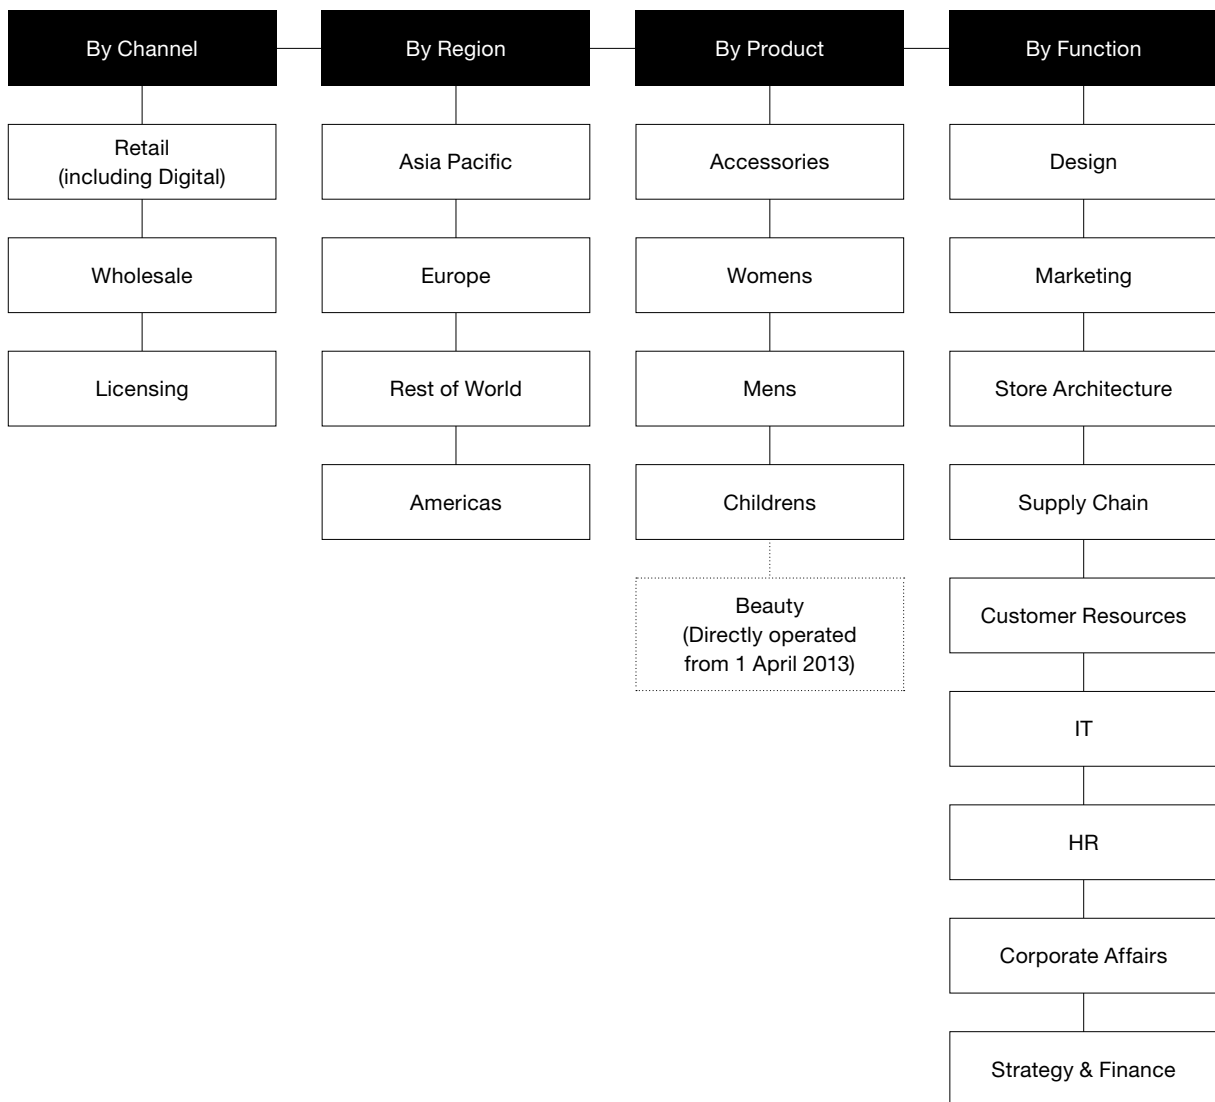 By Channel
Retail
(including Digital)
Wholesale
Licensing
By Region
Asia Pacific
Europe
Rest of World
Americas
By Product
Accessories
Womens
Mens
Childrens
Beauty
(Directly operated
from 1 April 2013)
By Function
Design
Marketing
Store Architecture
Supply Chain
Customer Resources
IT
HR
Corporate Affairs
Strategy & Finance